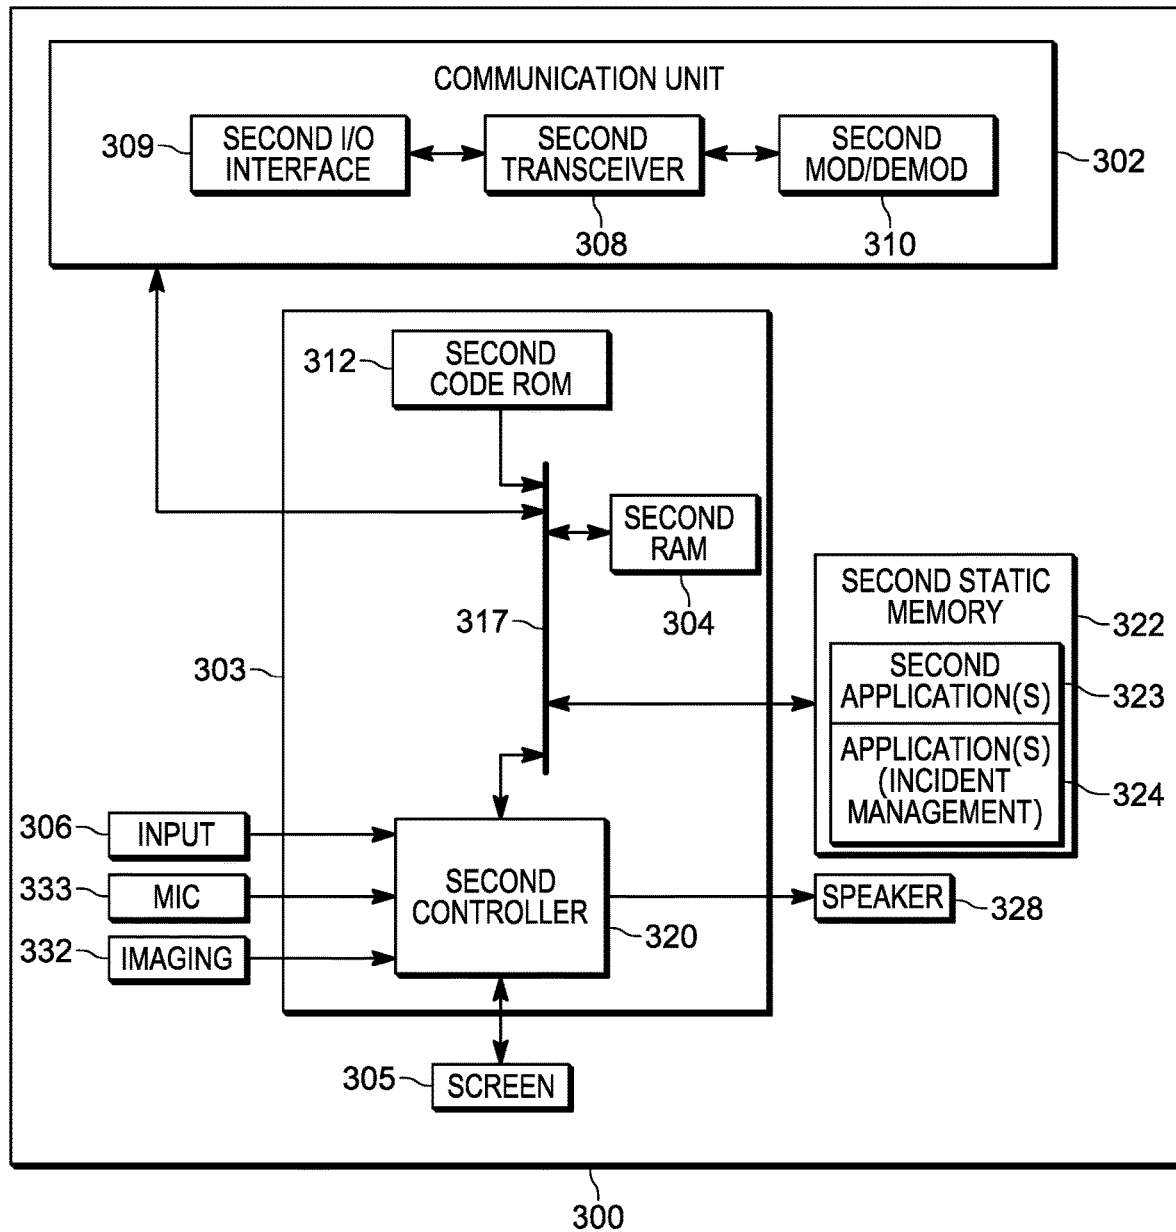 COMMUNICATION UNIT
309
SECOND I/O
INTERFACE
SECOND
TRANSCEIVER
SECOND
MOD/DEMOD
302
308
310
312
SECOND
CODE ROM
SECOND
RAM
304
317
303
SECOND STATIC
MEMORY
322
SECOND
APPLICATION(S)
323
APPLICATION(S)
(INCIDENT
MANAGEMENT)
324
306
INPUT
333
MIC
332
IMAGING
SECOND
CONTROLLER
320
SPEAKER
328
305
SCREEN
300